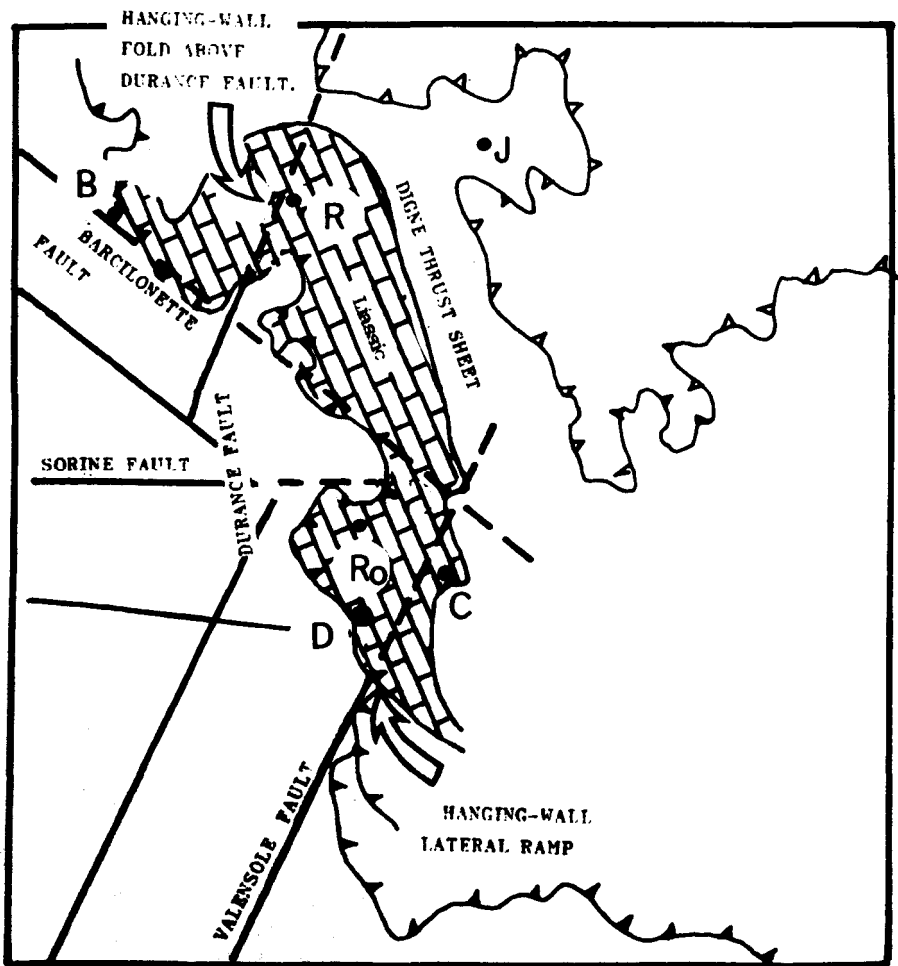 HANGING-WALL
FOLD ABOVE
DURANCE FAULT.
J
B
R
DIGNE THRUST SHEET
BARCILONETTE
FAULT
Liassic
DURANCE FAULT
SORINE FAULT
Ro
C
D
VALENSOLE FAULT
HANGING-WALL
LATERAL RAMP